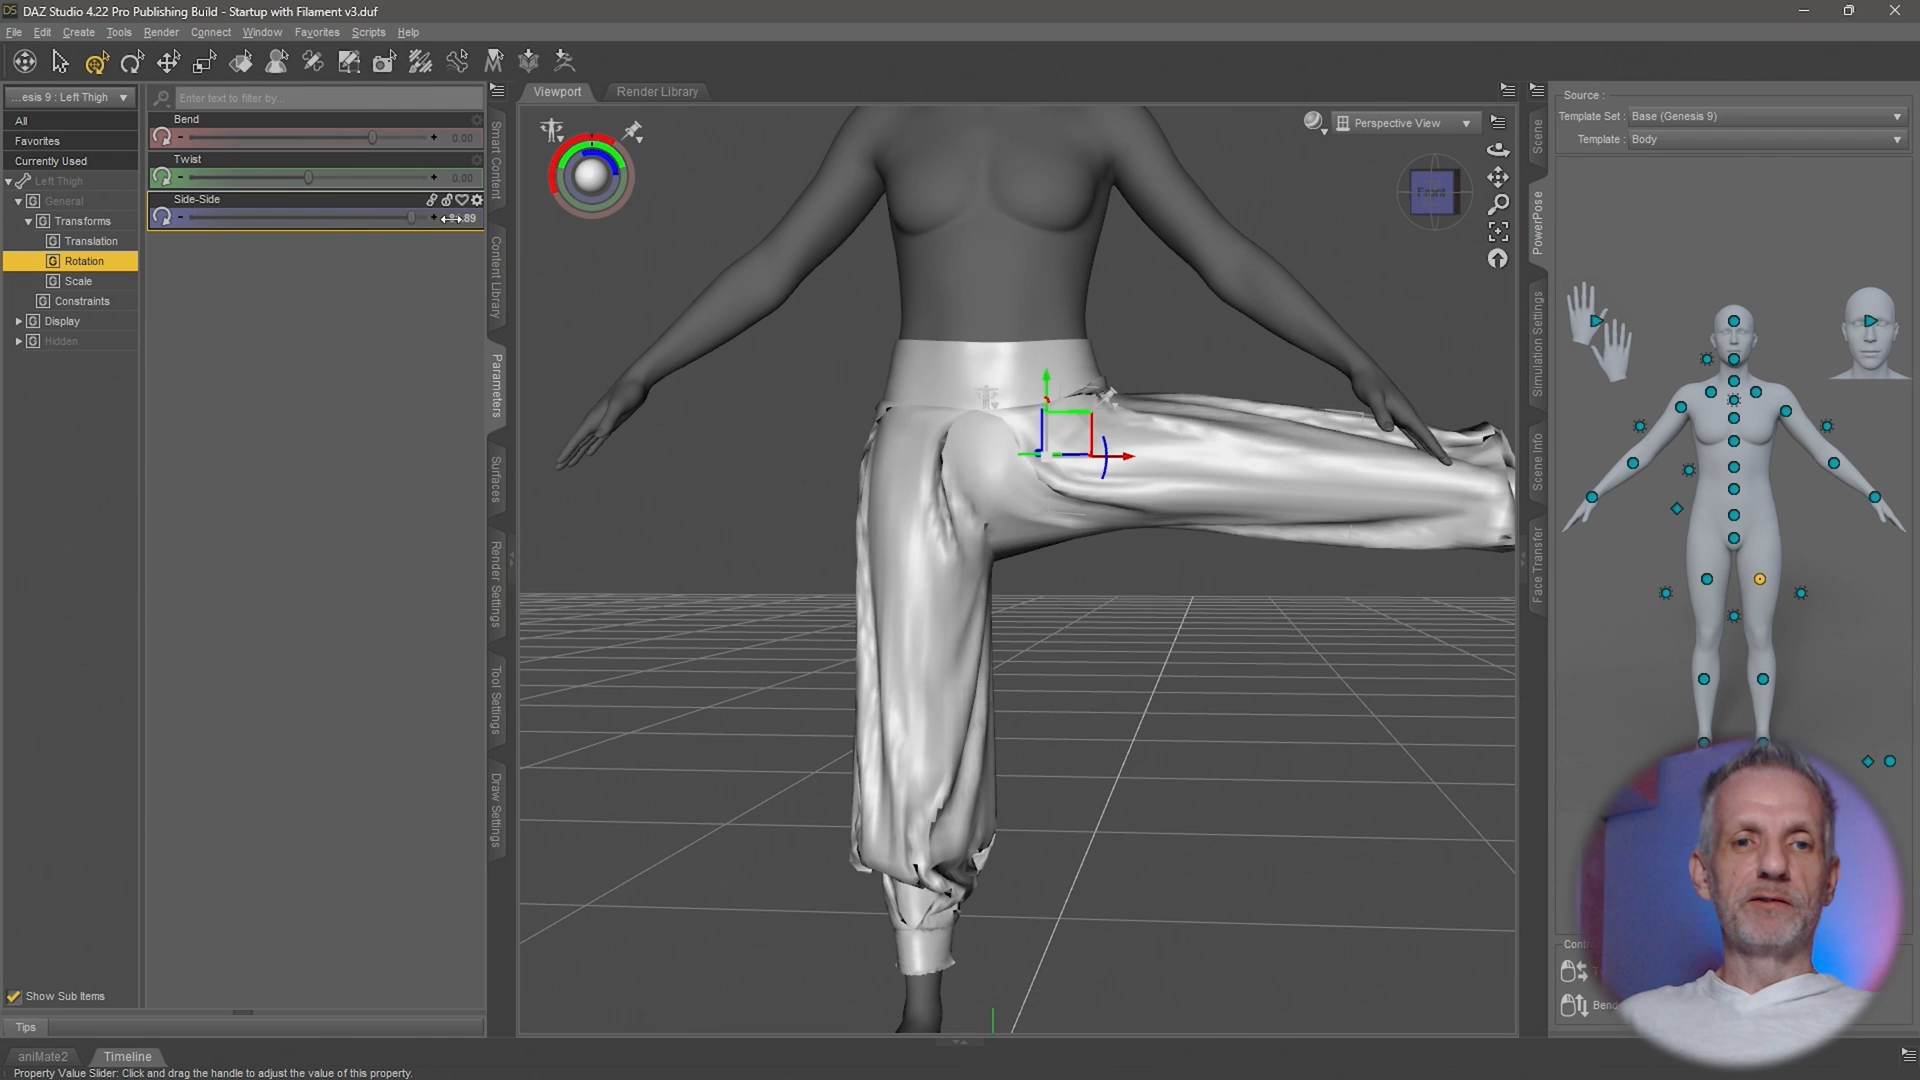 DAZ Studio 4.22 Pro Publishing Build - Startup with Filament v3.duf
File Edit Create Tools Render Connect Window Favorites Scripts Help
...esis 9 : Left Thigh
Enter text to filter by...
All
Favorites
Currently Used
Left Thigh
General
Transforms
Translation
Rotation
Scale
Constraints
Display
Hidden
Bend
0.00
Twist
0.00
Side-Side
.89
Show Sub Items
Tips
Smart Content
Content Library
Parameters
Surfaces
Render Settings
Tool Settings
Draw Settings
Viewport
Render Library
Perspective View
Front
Scene
PowerPose
Simulation Settings
Scene Info
Face Transfer
Source :
Template Set : Base (Genesis 9)
Template : Body
aniMate2
Timeline
Property Value Slider: Click and drag the handle to adjust the value of this property.